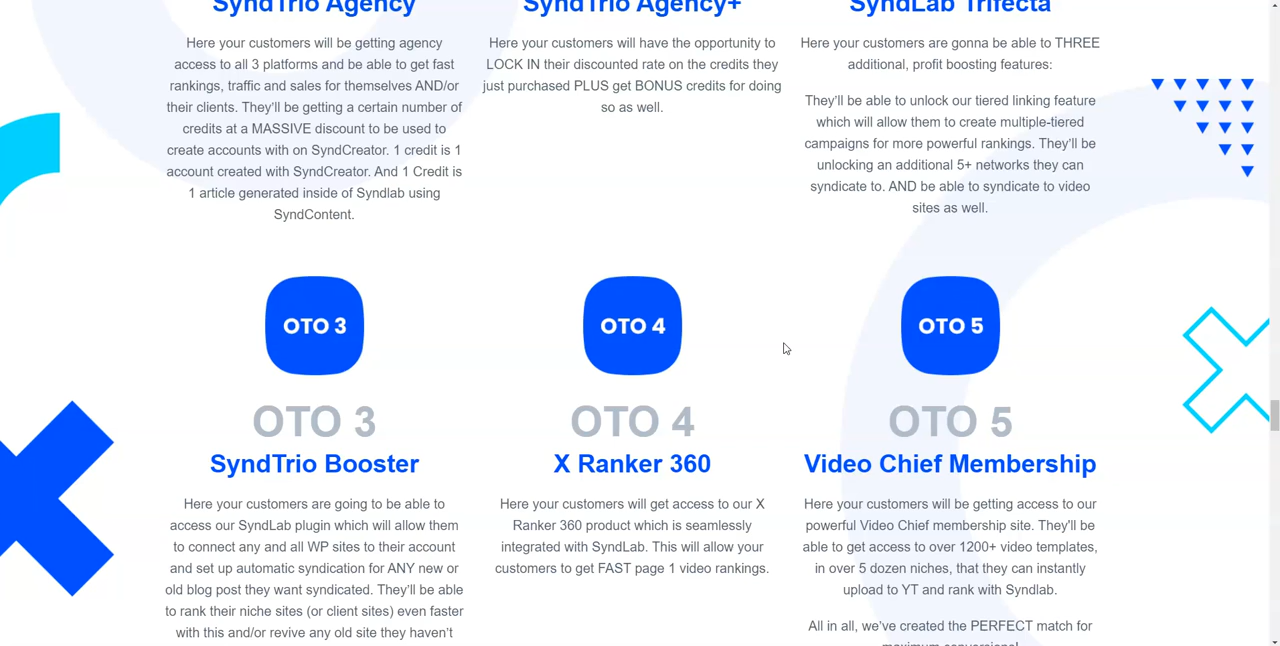 SyndTrio Agency
Here your customers will be getting agency
access to all 3 platforms and be able to get fast
rankings, traffic and sales for themselves AND/or
their clients. They’ll be getting a certain number of
credits at a MASSIVE discount to be used to
create accounts with on SyndCreator. 1 credit is 1
account created with SyndCreator. And 1 Credit is
1 article generated inside of Syndlab using
SyndContent.
SyndTrio Agency+
Here your customers will have the opportunity to
LOCK IN their discounted rate on the credits they
just purchased PLUS get BONUS credits for doing
so as well.
SyndLab Trifecta
Here your customers are gonna be able to THREE
additional, profit boosting features:
They’ll be able to unlock our tiered linking feature
which will allow them to create multiple-tiered
campaigns for more powerful rankings. They’ll be
unlocking an additional 5+ networks they can
syndicate to. AND be able to syndicate to video
sites as well.
OTO 3
OTO 3
SyndTrio Booster
Here your customers are going to be able to
access our SyndLab plugin which will allow them
to connect any and all WP sites to their account
and set up automatic syndication for ANY new or
old blog post they want syndicated. They’ll be able
to rank their niche sites (or client sites) even faster
with this and/or revive any old site they haven’t
OTO 4
OTO 4
X Ranker 360
Here your customers will get access to our X
Ranker 360 product which is seamlessly
integrated with SyndLab. This will allow your
customers to get FAST page 1 video rankings.
OTO 5
OTO 5
Video Chief Membership
Here your customers will be getting access to our
powerful Video Chief membership site. They'll be
able to get access to over 1200+ video templates,
in over 5 dozen niches, that they can instantly
upload to YT and rank with Syndlab.
All in all, we’ve created the PERFECT match for
maximum conversions!